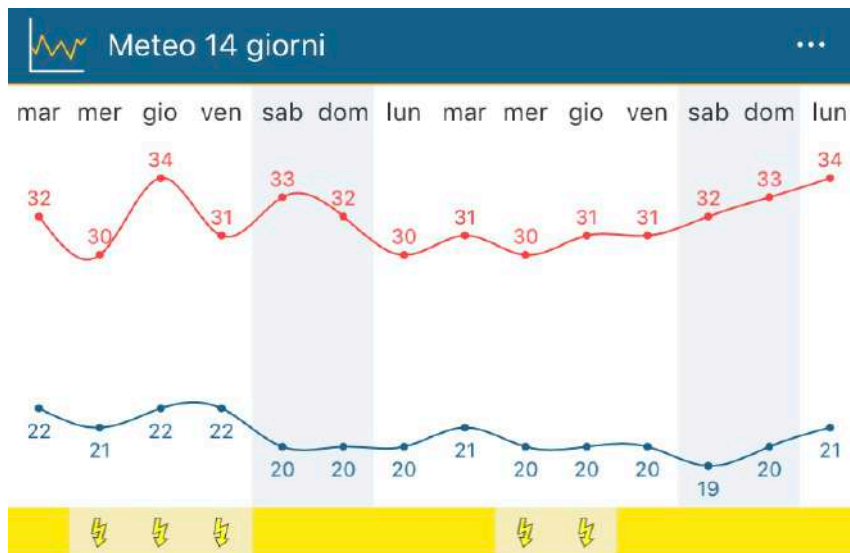 Meteo 14 giorni
mar mer gio ven sab dom lun mar mer gio ven sab dom lun
32 30 34 31 33 32 30 31 30 31 31 32 33 34
22 21 22 22 20 20 20 21 20 20 20 19 20 21